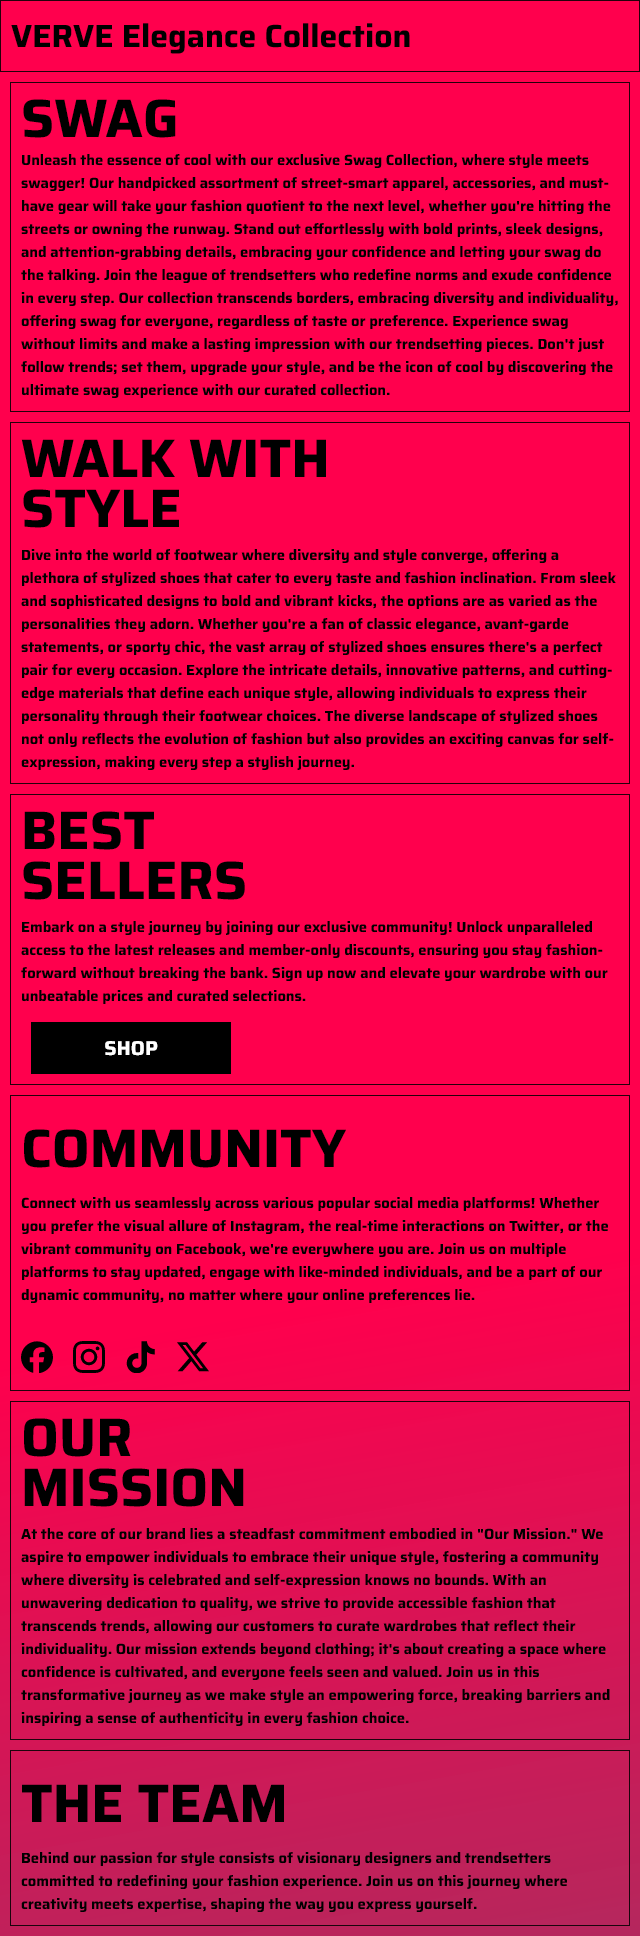 VERVE Elegance Collection
SWAG
Unleash the essence of cool with our exclusive Swag Collection, where style meets
swagger! Our handpicked assortment of street-smart apparel, accessories, and must-
have gear will take your fashion quotient to the next level, whether you're hitting the
streets or owning the runway. Stand out effortlessly with bold prints, sleek designs,
and attention-grabbing details, embracing your confidence and letting your swag do
the talking. Join the league of trendsetters who redefine norms and exude confidence
in every step. Our collection transcends borders, embracing diversity and individuality,
offering swag for everyone, regardless of taste or preference. Experience swag
without limits and make a lasting impression with our trendsetting pieces. Don't just
follow trends; set them, upgrade your style, and be the icon of cool by discovering the
ultimate swag experience with our curated collection.
WALK WITH
STYLE
Dive into the world of footwear where diversity and style converge, offering a
plethora of stylized shoes that cater to every taste and fashion inclination. From sleek
and sophisticated designs to bold and vibrant kicks, the options are as varied as the
personalities they adorn. Whether you're a fan of classic elegance, avant-garde
statements, or sporty chic, the vast array of stylized shoes ensures there's a perfect
pair for every occasion. Explore the intricate details, innovative patterns, and cutting-
edge materials that define each unique style, allowing individuals to express their
personality through their footwear choices. The diverse landscape of stylized shoes
not only reflects the evolution of fashion but also provides an exciting canvas for self-
expression, making every step a stylish journey.
BEST
SELLERS
Embark on a style journey by joining our exclusive community! Unlock unparalleled
access to the latest releases and member-only discounts, ensuring you stay fashion-
forward without breaking the bank. Sign up now and elevate your wardrobe with our
unbeatable prices and curated selections.
SHOP
COMMUNITY
Connect with us seamlessly across various popular social media platforms! Whether
you prefer the visual allure of Instagram, the real-time interactions on Twitter, or the
vibrant community on Facebook, we're everywhere you are. Join us on multiple
platforms to stay updated, engage with like-minded individuals, and be a part of our
dynamic community, no matter where your online preferences lie.
OUR
MISSION
At the core of our brand lies a steadfast commitment embodied in "Our Mission." We
aspire to empower individuals to embrace their unique style, fostering a community
where diversity is celebrated and self-expression knows no bounds. With an
unwavering dedication to quality, we strive to provide accessible fashion that
transcends trends, allowing our customers to curate wardrobes that reflect their
individuality. Our mission extends beyond clothing; it's about creating a space where
confidence is cultivated, and everyone feels seen and valued. Join us in this
transformative journey as we make style an empowering force, breaking barriers and
inspiring a sense of authenticity in every fashion choice.
THE TEAM
Behind our passion for style consists of visionary designers and trendsetters
committed to redefining your fashion experience. Join us on this journey where
creativity meets expertise, shaping the way you express yourself.